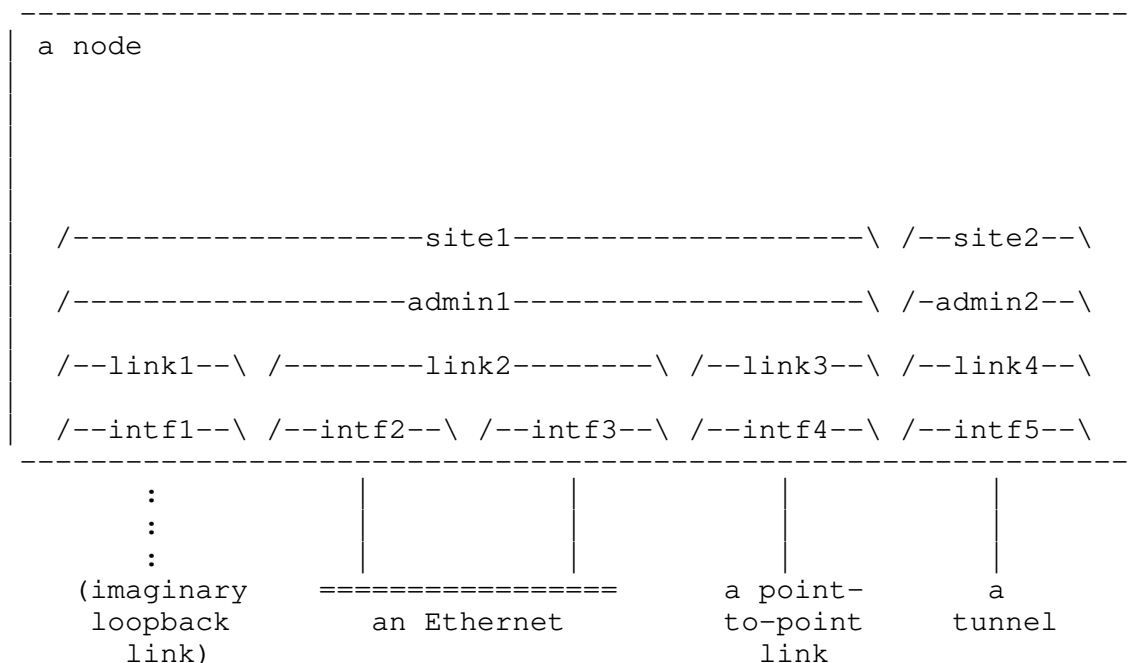 a node
/--------------------site1--------------------\ /--site2--\
/-------------------admin1--------------------\ /-admin2--\
/--link1--\ /--------link2--------\ /--link3--\ /--link4--\
/--intf1--\ /--intf2--\ /--intf3--\ /--intf4--\ /--intf5--\
(imaginary ================= a point- a
loopback an Ethernet to-point tunnel
link) link